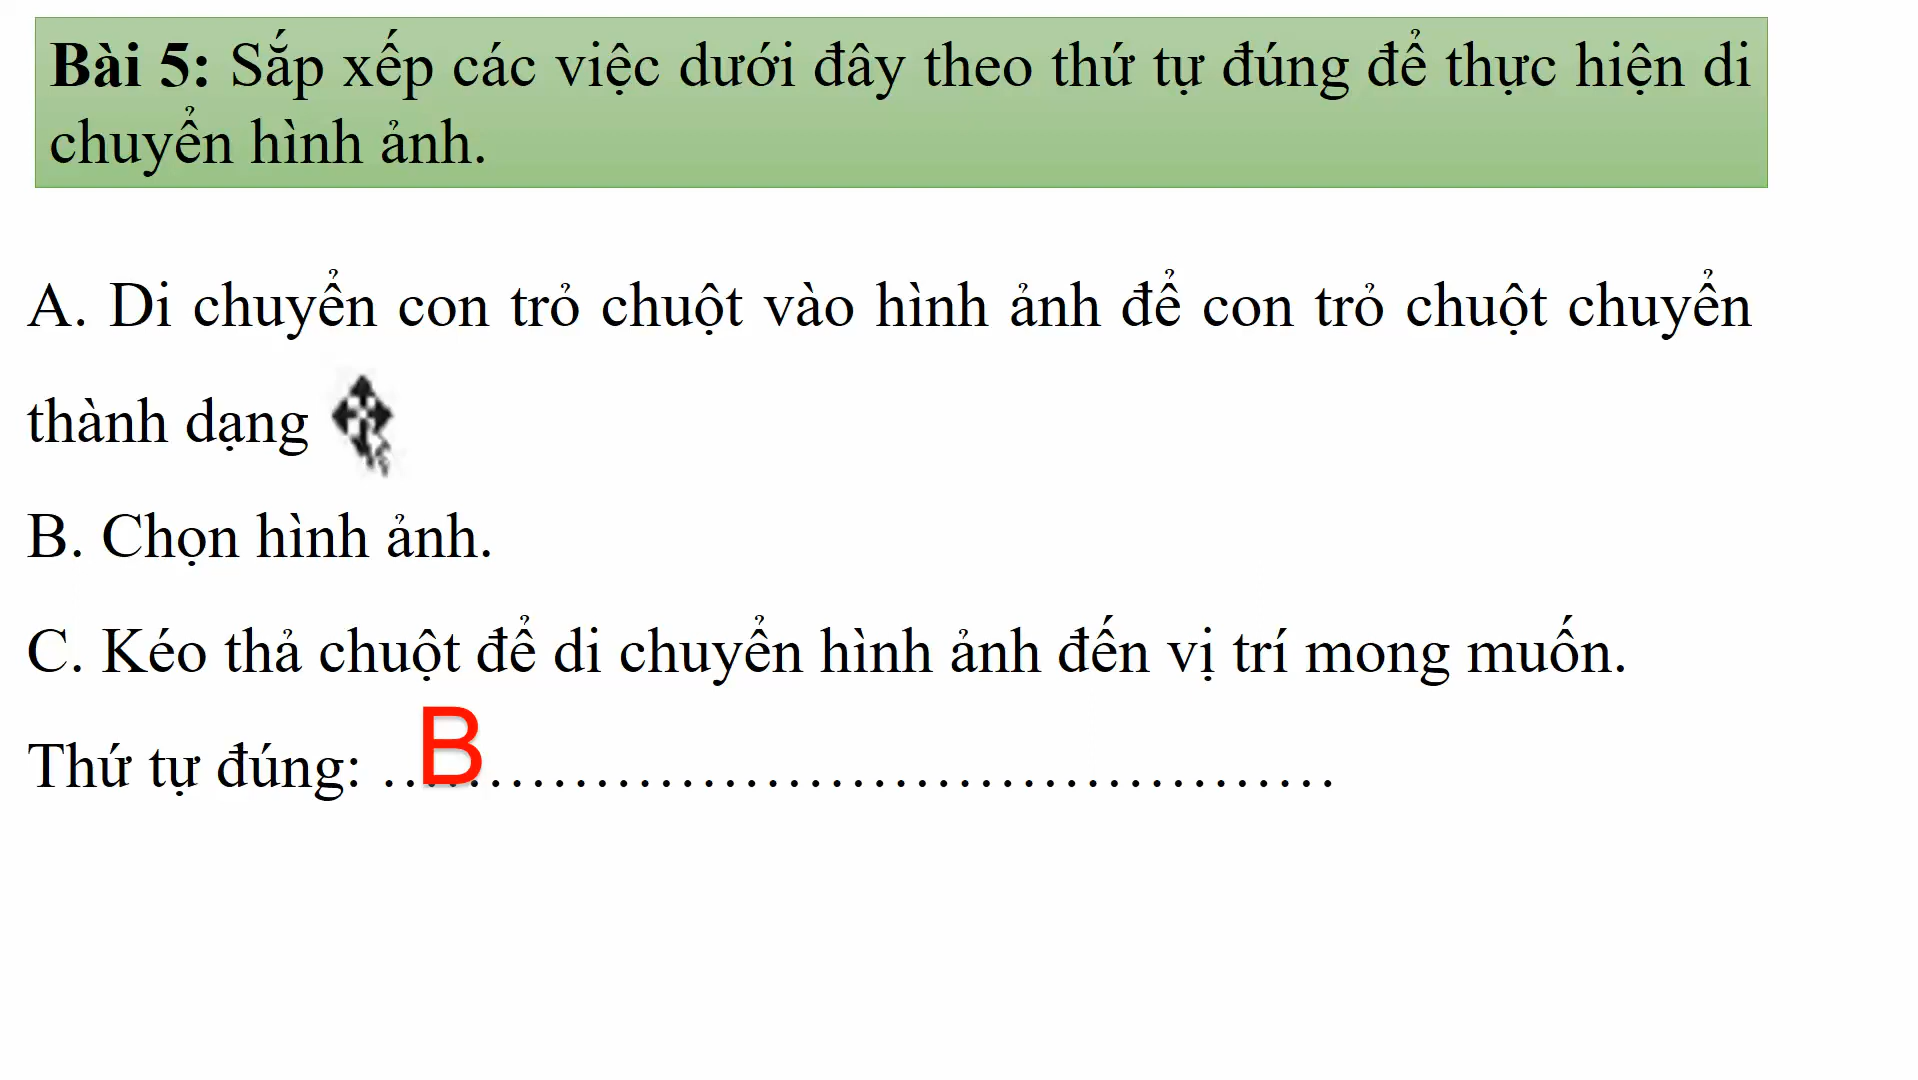 Bài 5: Sắp xếp các việc dưới đây theo thứ tự đúng để thực hiện di
chuyển hình ảnh.
A. Di chuyển con trỏ chuột vào hình ảnh để con trỏ chuột chuyển
thành dạng
B. Chọn hình ảnh.
C. Kéo thả chuột để di chuyển hình ảnh đến vị trí mong muốn.
Thứ tự đúng: ..B........................................